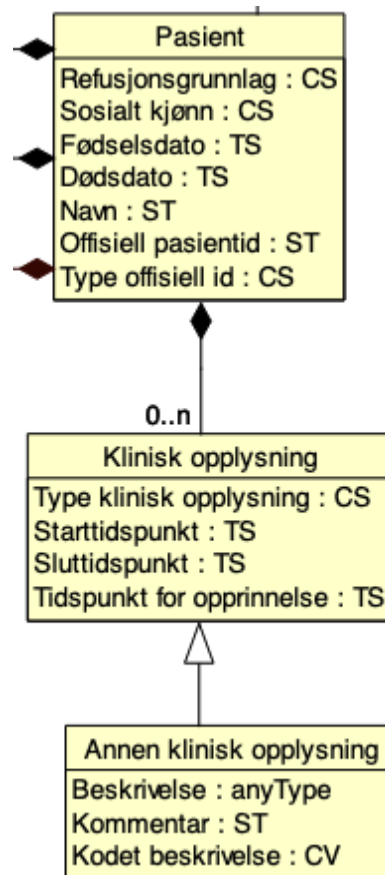 Pasient
Refusjonsgrunnlag : CS
Sosialt kjønn : CS
Fødselsdato : TS
Dødsdato : TS
Navn : ST
Offisiell pasientid : ST
Type offisiell id : CS
0..n
Klinisk opplysning
Type klinisk opplysning : CS
Starttidspunkt : TS
Sluttidspunkt : TS
Tidspunkt for opprinnelse : TS
Annen klinisk opplysning
Beskrivelse : anyType
Kommentar : ST
Kodet beskrivelse : CV